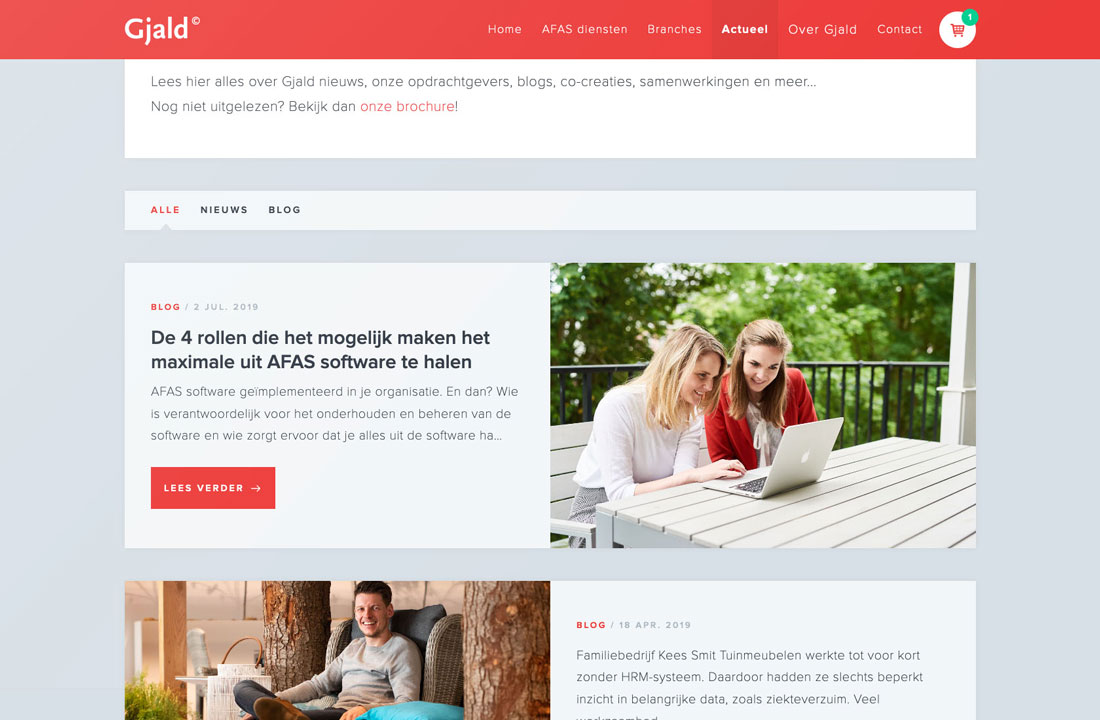 Gjald©
Home AFAS diensten Branches Actueel Over Gjald Contact 1
Lees hier alles over Gjald nieuws, onze opdrachtgevers, blogs, co-creaties, samenwerkingen en meer...
Nog niet uitgelezen? Bekijk dan onze brochure!
ALLE NIEUWS BLOG
BLOG / 2 JUL. 2019
De 4 rollen die het mogelijk maken het
maximale uit AFAS software te halen
AFAS software geïmplementeerd in je organisatie. En dan? Wie
is verantwoordelijk voor het onderhouden en beheren van de
software en wie zorgt ervoor dat je alles uit de software ha...
LEES VERDER →
BLOG / 18 APR. 2019
Familiebedrijf Kees Smit Tuinmeubelen werkte tot voor kort
zonder HRM-systeem. Daardoor hadden ze slechts beperkt
inzicht in belangrijke data, zoals ziekteverzuim. Veel